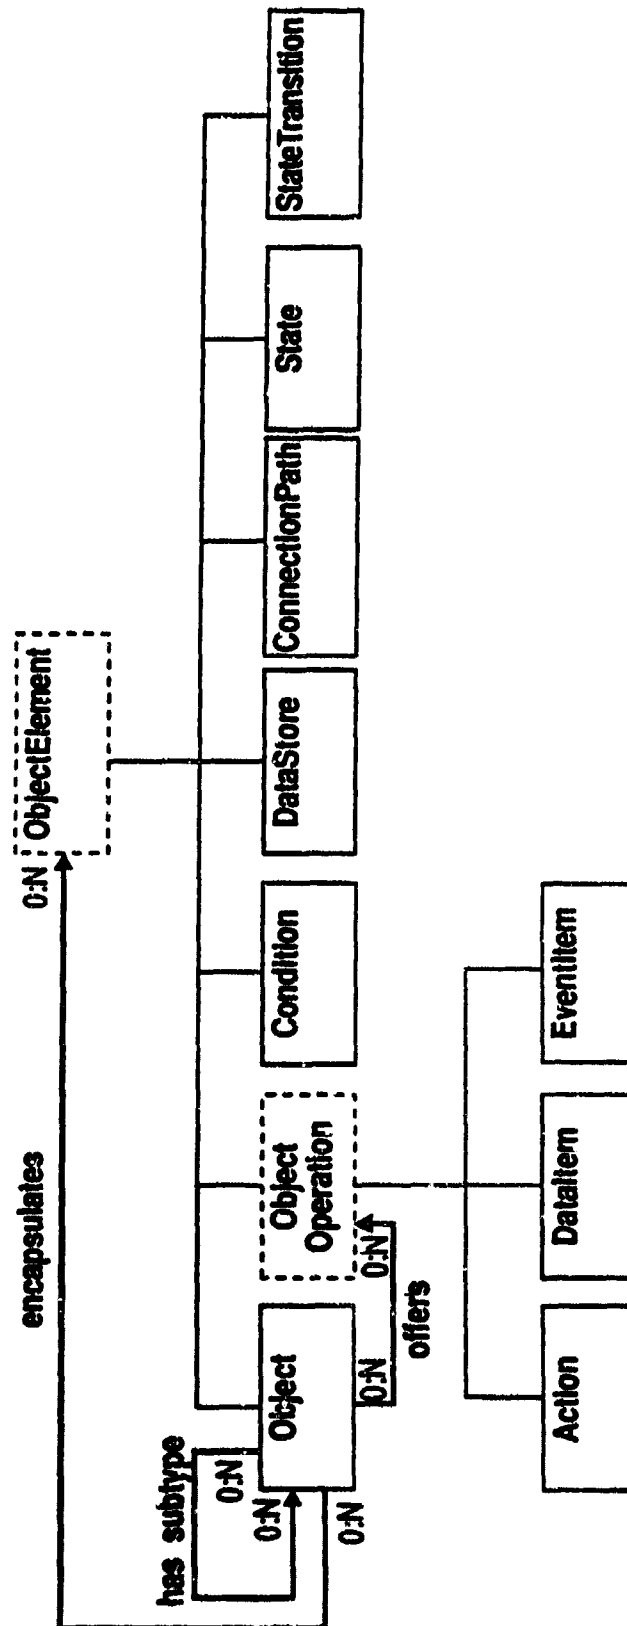 encapsulates
0:N
ObjectElement
has subtype
0:N
0:N
0:N
Object
0:N
offers
0:N
Object
Operation
Condition
DataStore
ConnectionPath
State
StateTransition
Action
DataItem
EventItem